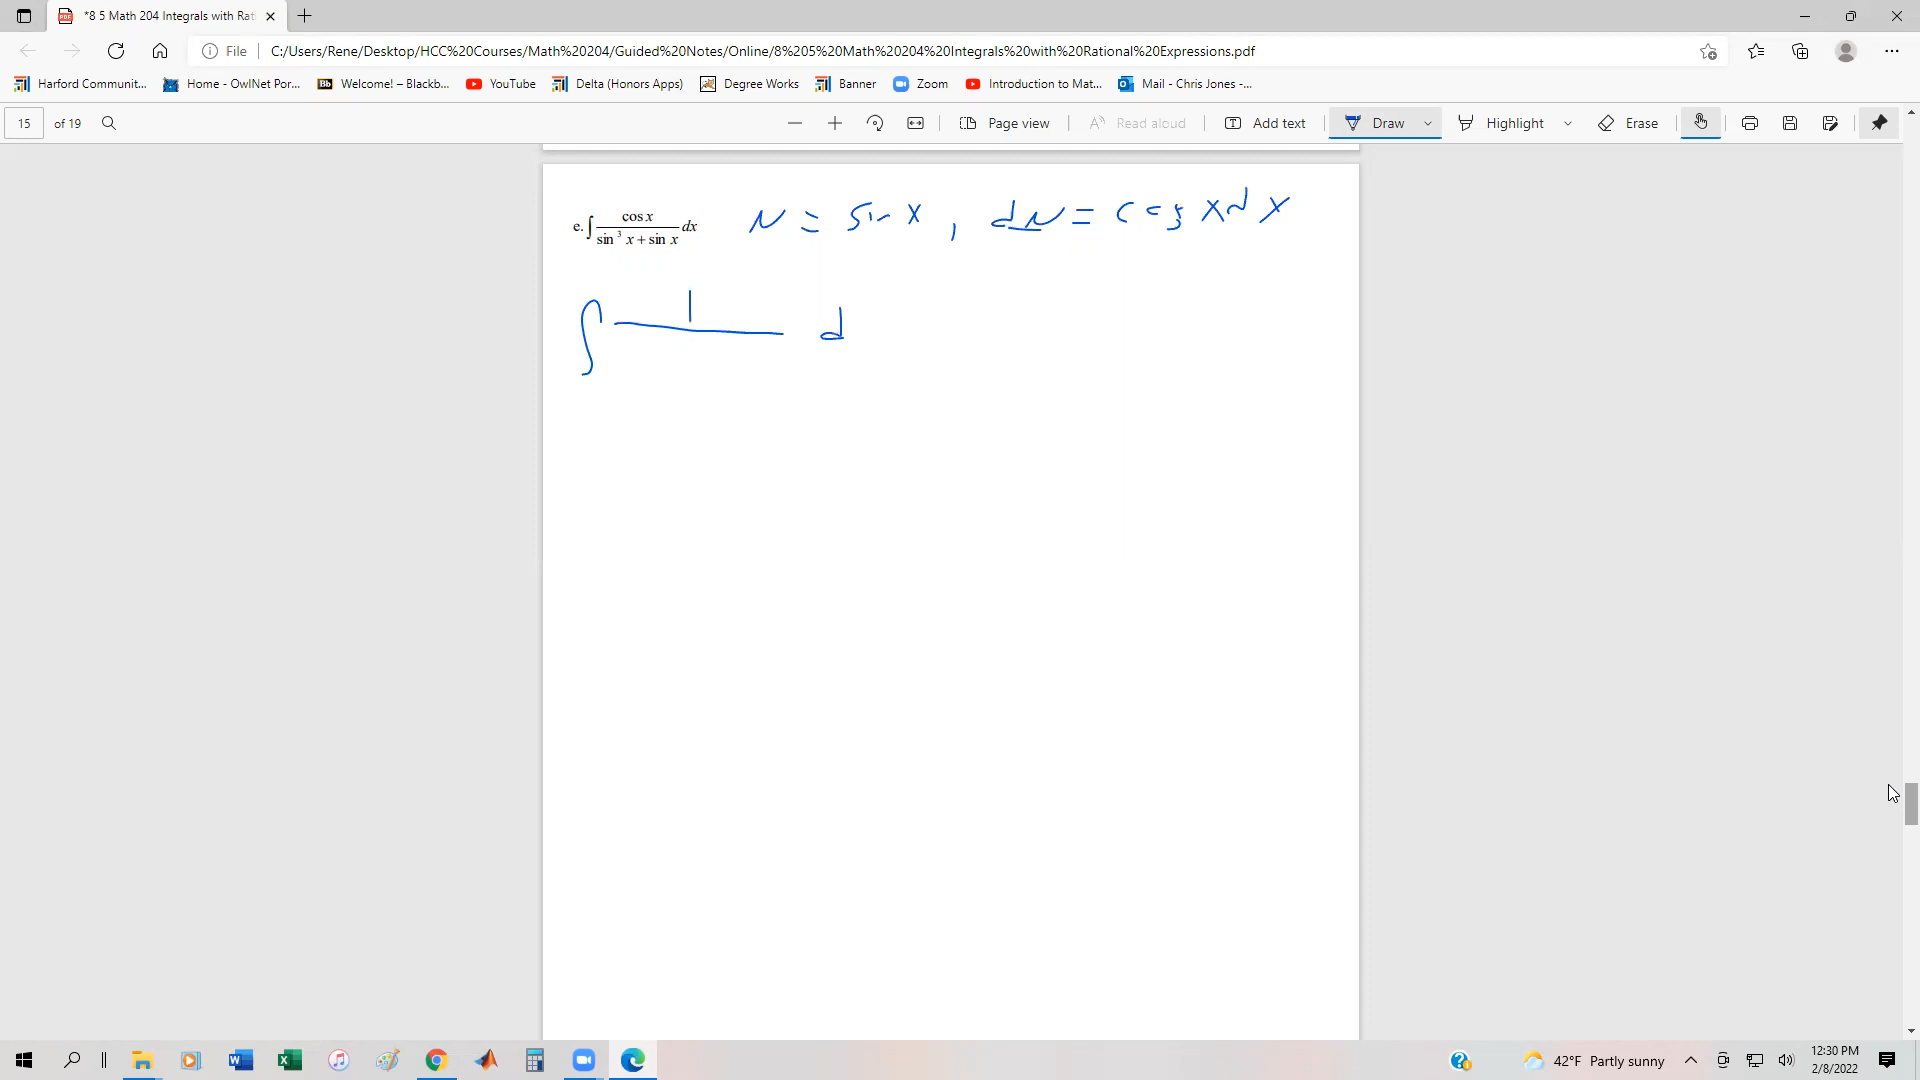 *8 5 Math 204 Integrals with Rat
File C:/Users/Rene/Desktop/HCC%20Courses/Math%20204/Guided%20Notes/Online/8%205%20Math%20204%20Integrals%20with%20Rational%20Expressions.pdf
Harford Communit... Home - OwlNet Por... Bb Welcome! – Blackb... YouTube Delta (Honors Apps) Degree Works Banner Zoom Introduction to Mat... Mail - Chris Jones -...
15 of 19 Page view Read aloud Add text Draw Highlight Erase
e. ∫ cos x / (sin³ x + sin x) dx u = sin x , du = cos x dx
∫ 1 / d
42°F Partly sunny 12:30 PM
2/8/2022